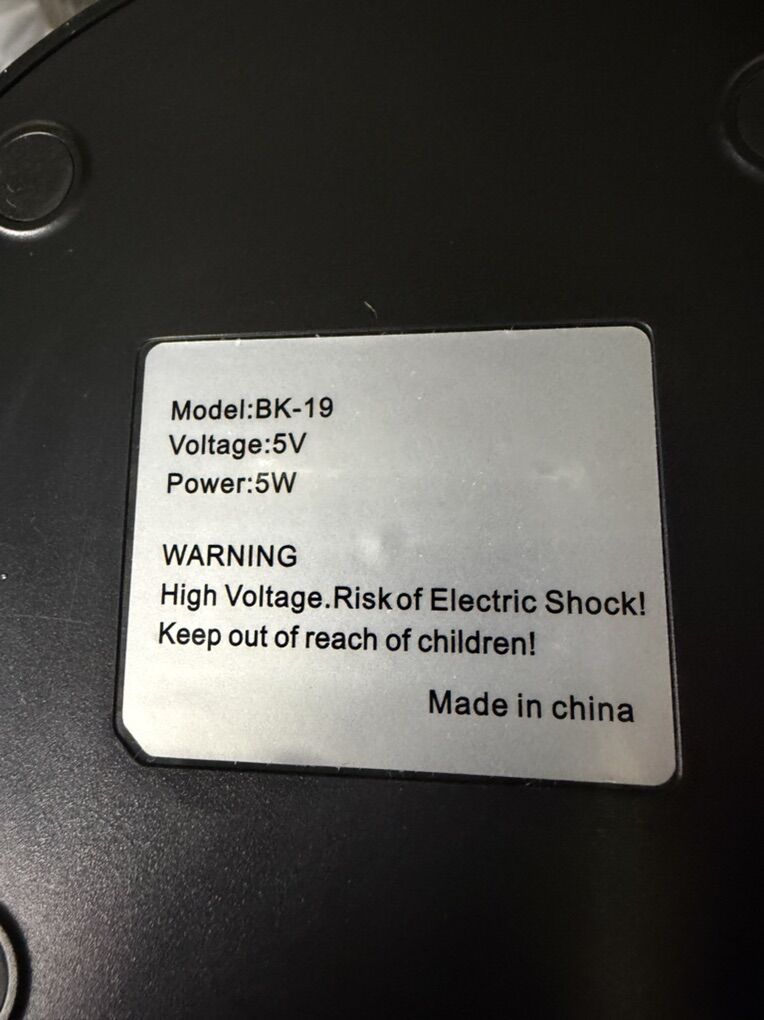 Model:BK-19
Voltage:5V
Power:5W
WARNING
High Voltage.Risk of Electric Shock!
Keep out of reach of children!
Made in china